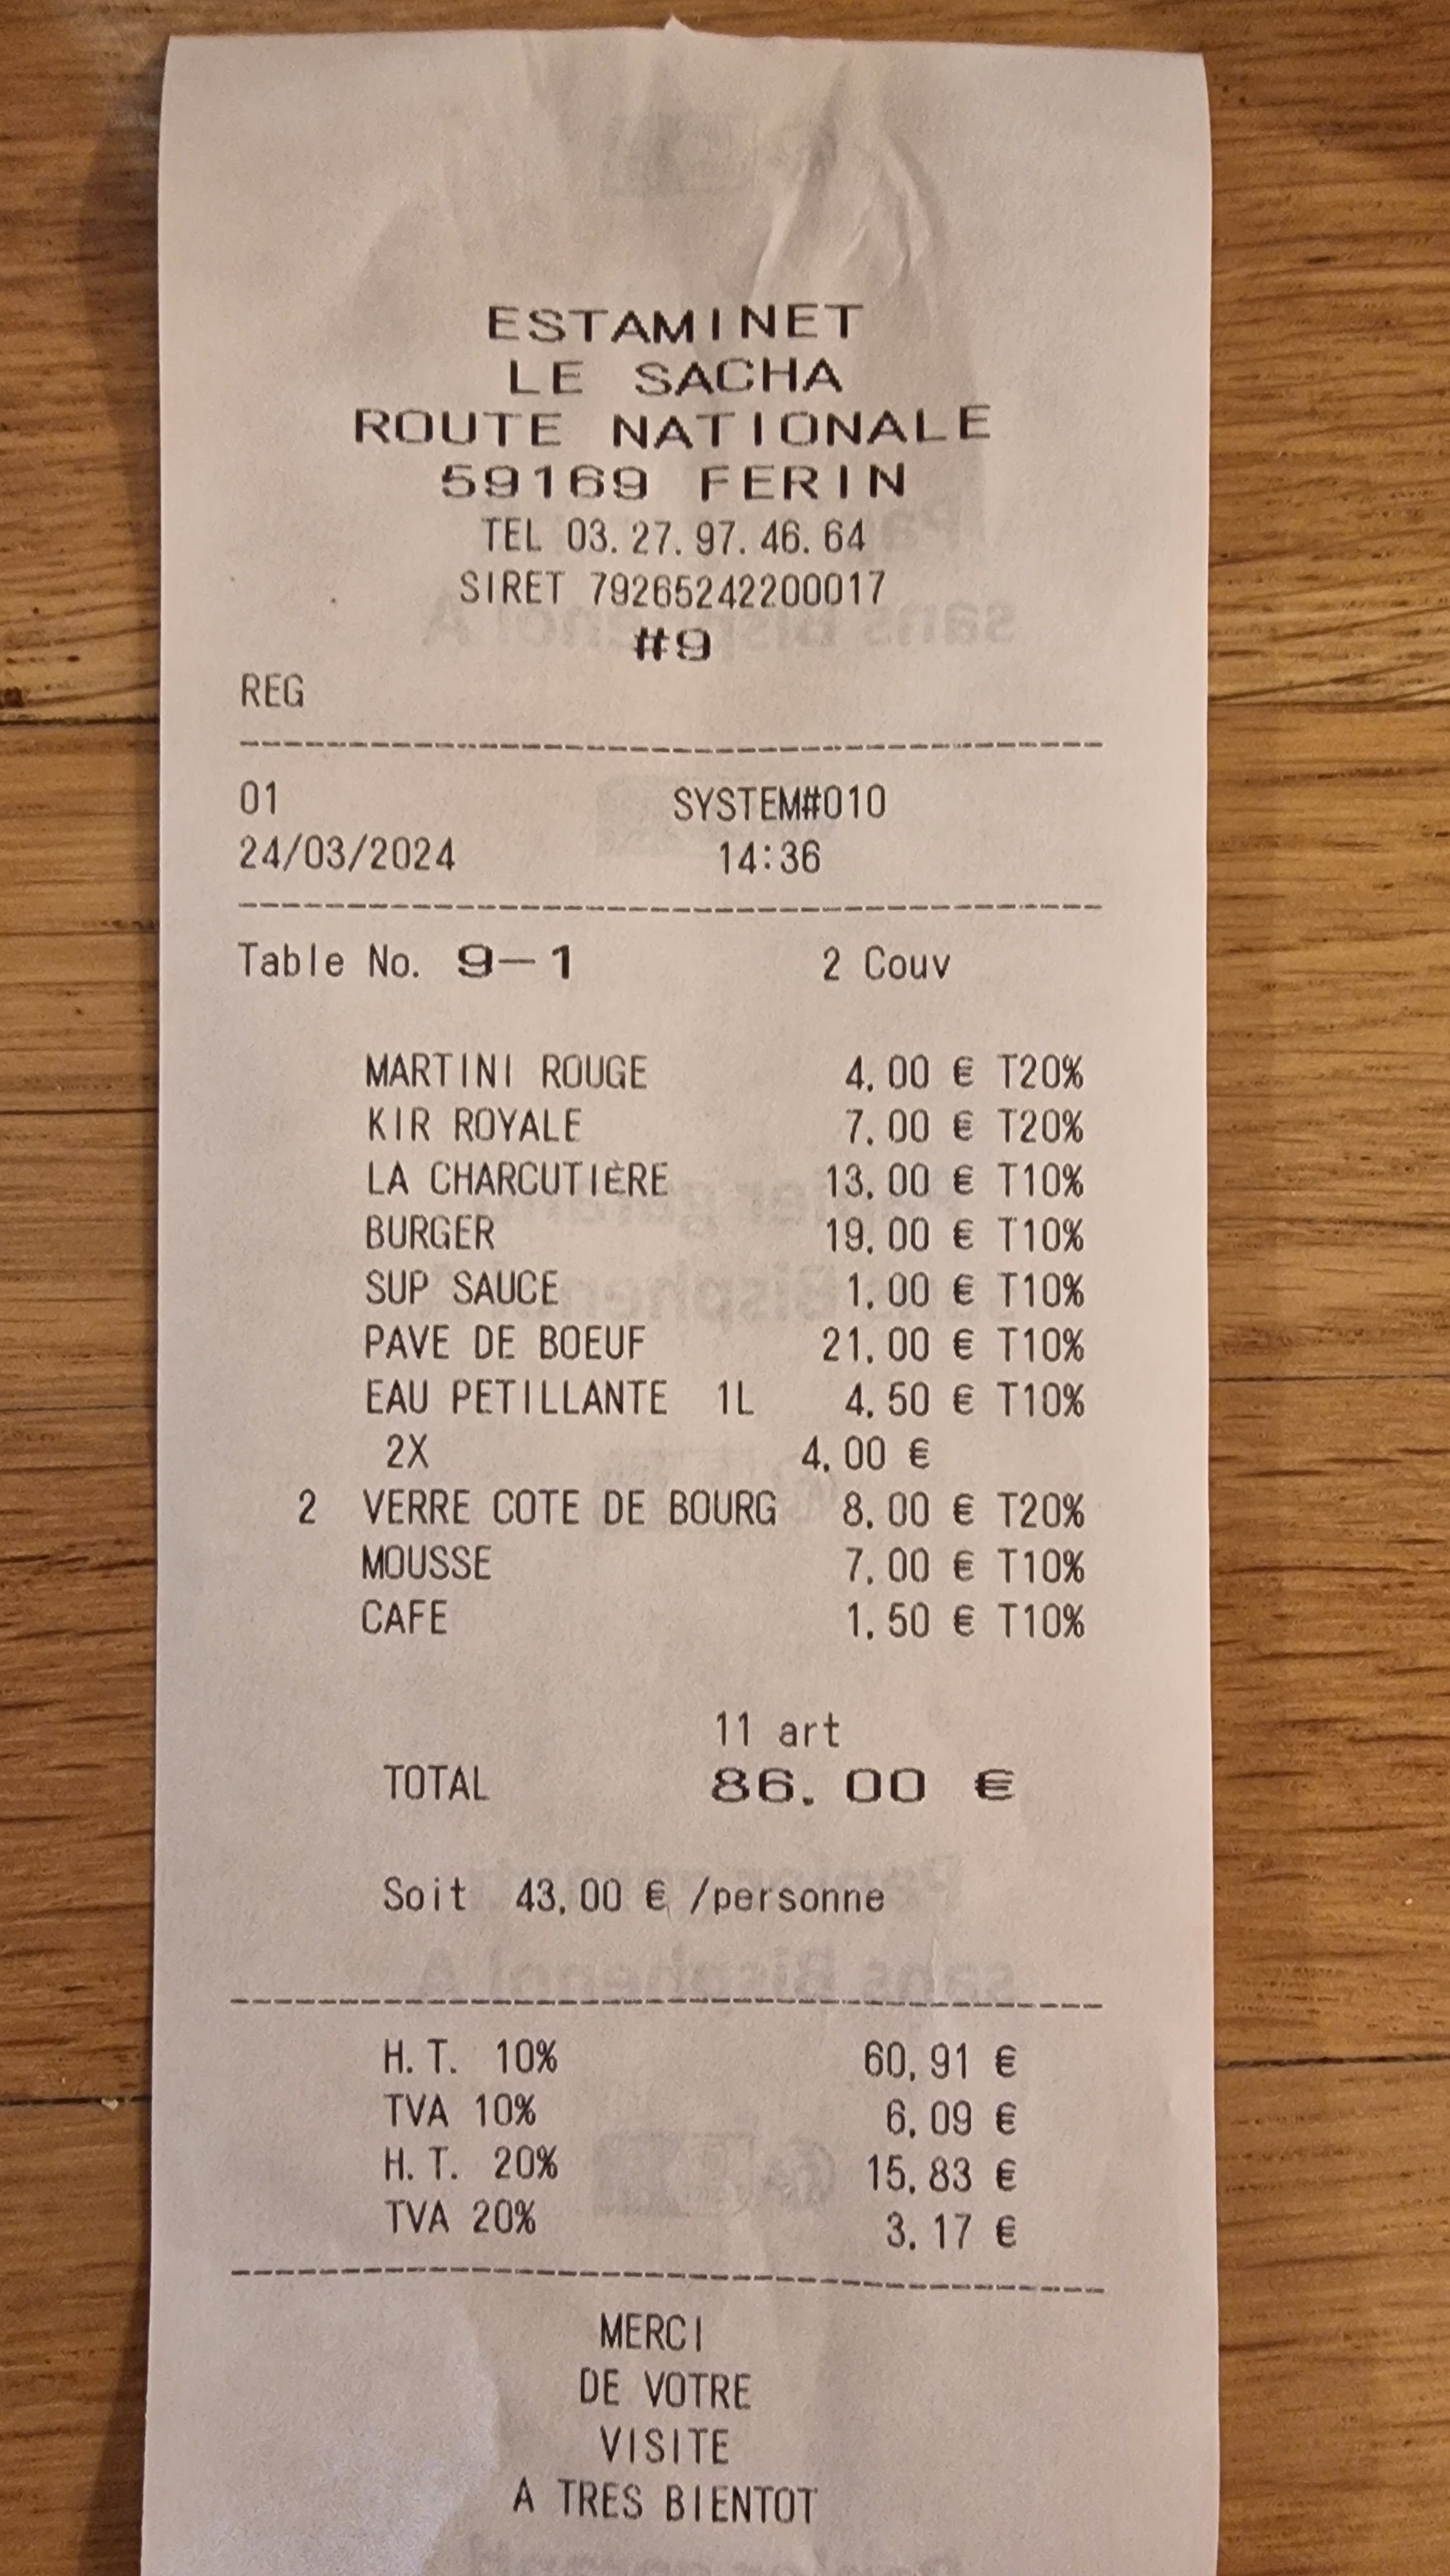 ESTAMINET
LE SACHA
ROUTE NATIONALE
59169 FERIN
TEL 03.27.97.46.64
SIRET 79265242200017
#9
REG
01 SYSTEM#010
24/03/2024 14:36
Table No. 9-1 2 Couv
MARTINI ROUGE 4.00 € T20%
KIR ROYALE 7.00 € T20%
LA CHARCUTIÈRE 13.00 € T10%
BURGER 19.00 € T10%
SUP SAUCE 1.00 € T10%
PAVE DE BOEUF 21.00 € T10%
EAU PETILLANTE 1L 4.50 € T10%
2X 4.00 €
2 VERRE COTE DE BOURG 8.00 € T20%
MOUSSE 7.00 € T10%
CAFE 1.50 € T10%
11 art
TOTAL 86.00 €
Soit 43.00 € /personne
H.T. 10% 60.91 €
TVA 10% 6.09 €
H.T. 20% 15.83 €
TVA 20% 3.17 €
MERCI
DE VOTRE
VISITE
A TRES BIENTOT